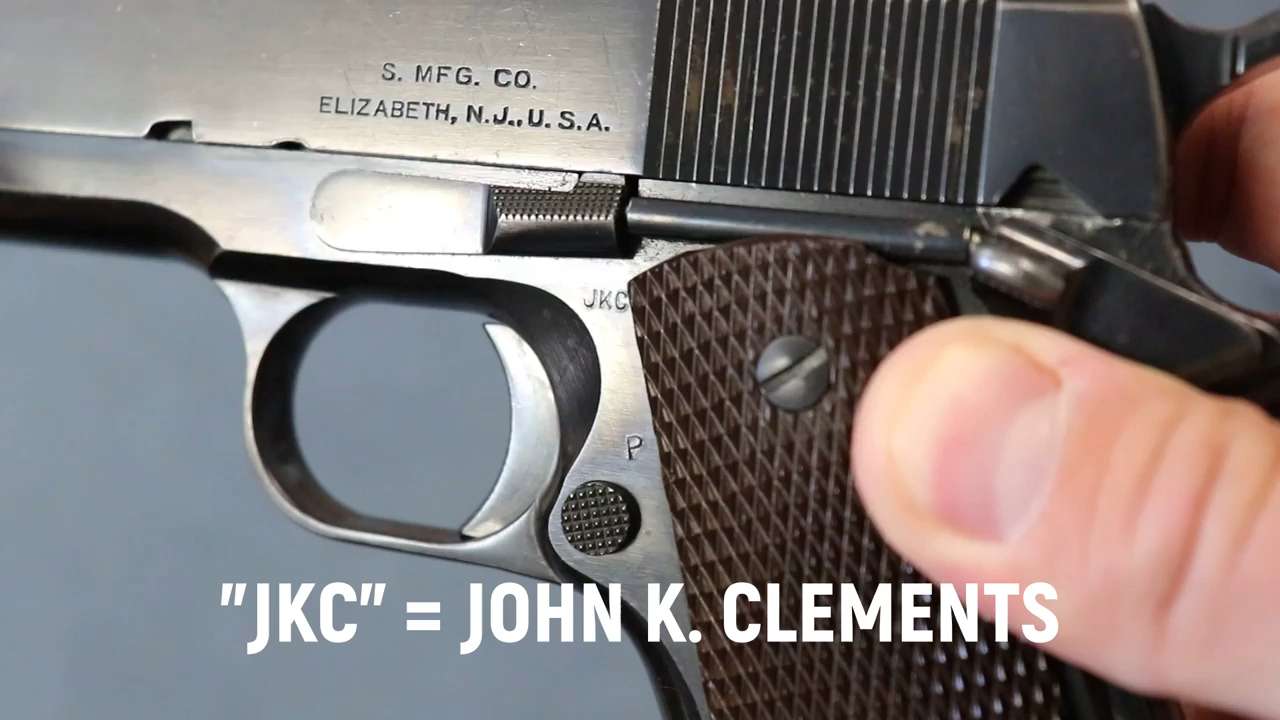 S. MFG. CO.
ELIZABETH, N.J., U.S.A.
JKC
P
"JKC" = JOHN K. CLEMENTS